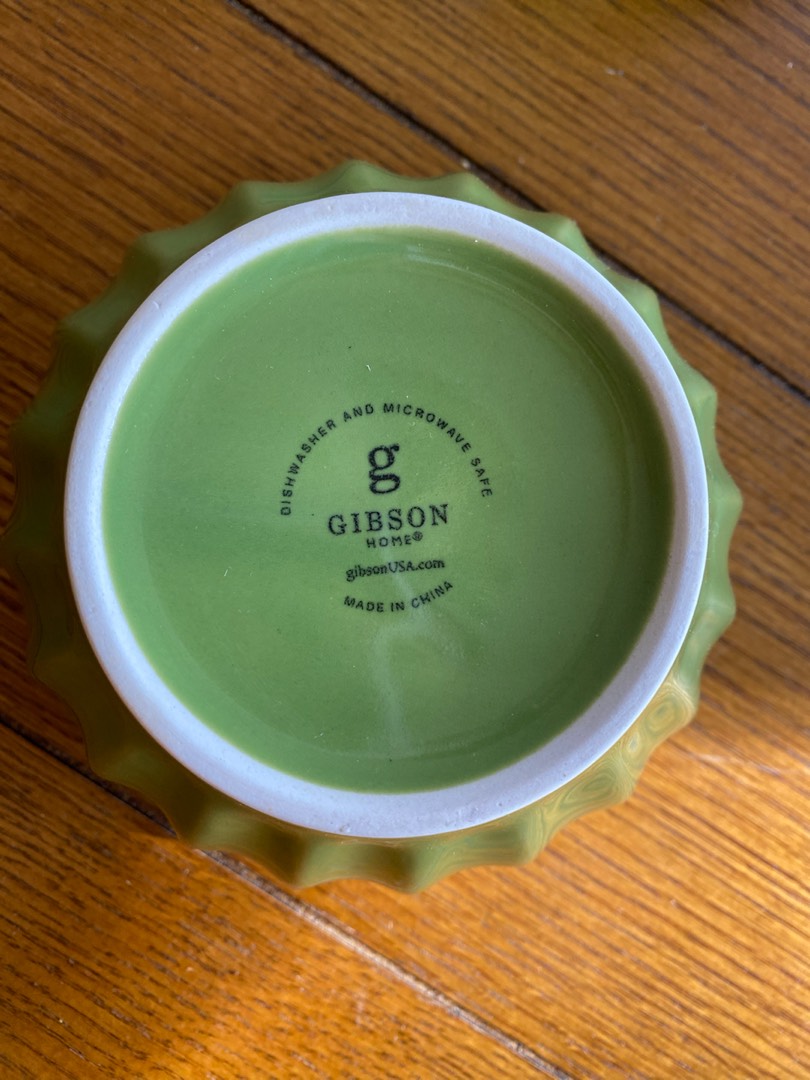 DISHWASHER AND MICROWAVE SAFE
g
GIBSON
HOME®
gibsonUSA.com
MADE IN CHINA